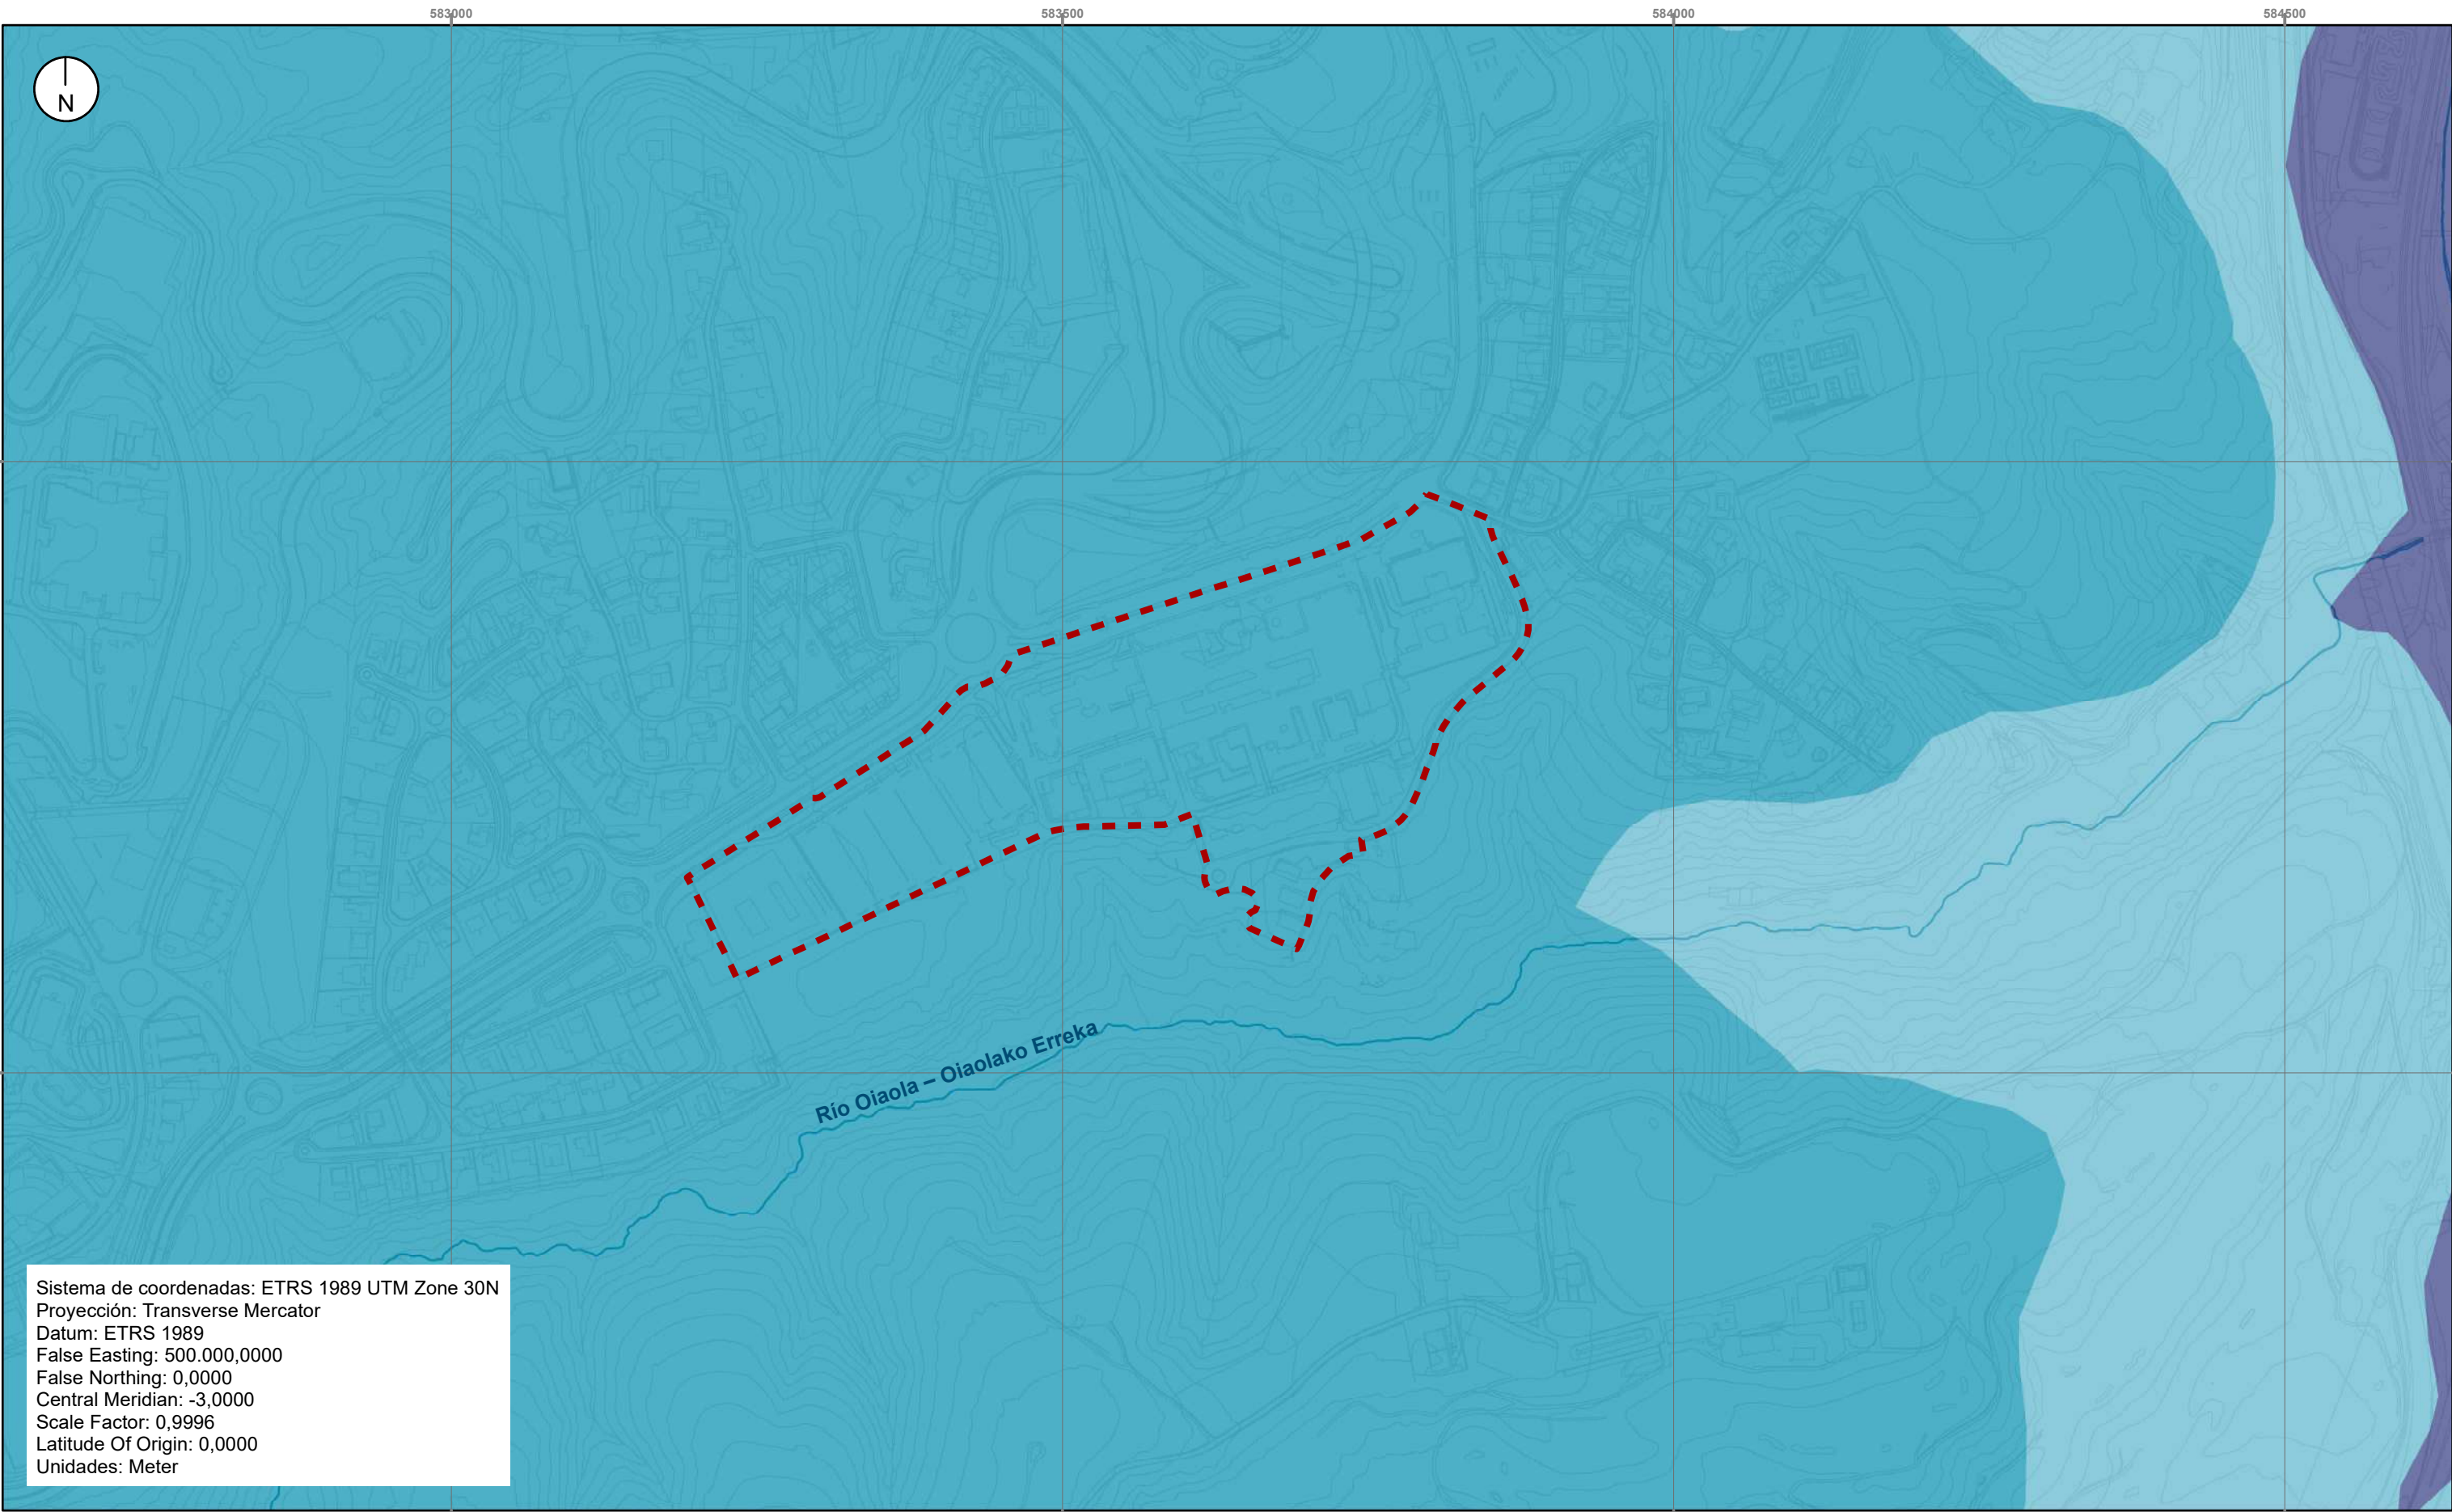 583000
583500
584000
584500
N
Río Oiaola – Oiaolako Erreka
Sistema de coordenadas: ETRS 1989 UTM Zone 30N
Proyección: Transverse Mercator
Datum: ETRS 1989
False Easting: 500.000,0000
False Northing: 0,0000
Central Meridian: -3,0000
Scale Factor: 0,9996
Latitude Of Origin: 0,0000
Unidades: Meter